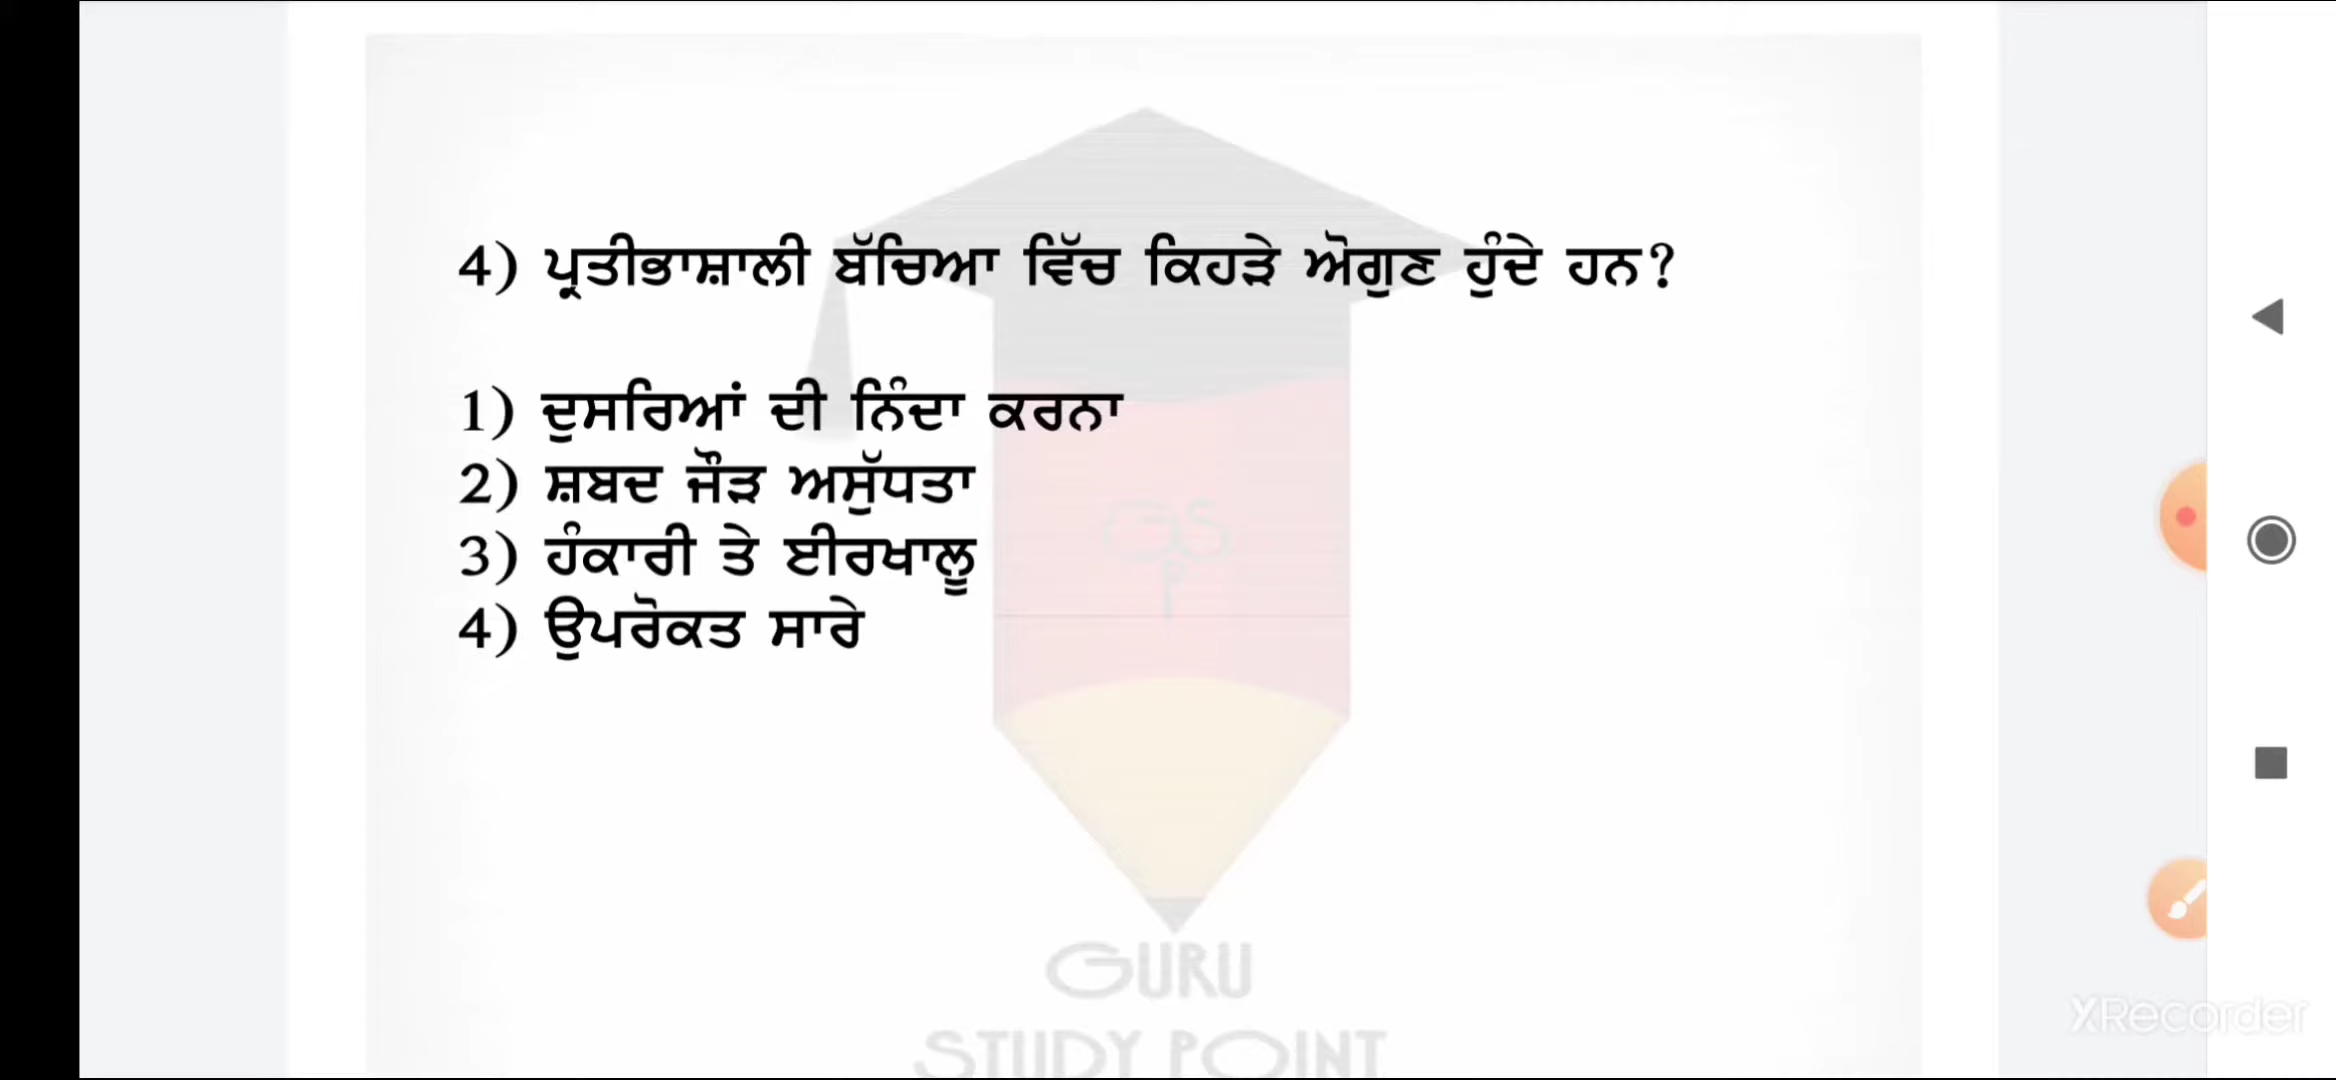 4) ਪ੍ਰਤੀਭਾਸ਼ਾਲੀ ਬੱਚਿਆ ਵਿੱਚ ਕਿਹੜੇ ਅੋਗੁਣ ਹੁੰਦੇ ਹਨ?
1) ਦੁਸਰਿਆਂ ਦੀ ਨਿੰਦਾ ਕਰਨਾ
2) ਸ਼ਬਦ ਜੌੜ ਅਸੁੱਧਤਾ
3) ਹੰਕਾਰੀ ਤੇ ਈਰਖਾਲੂ
4) ਉਪਰੋਕਤ ਸਾਰੇ
GSP
GURU
STUDY POINT
XRecorder